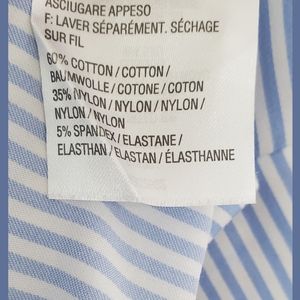 ASCIUGARE APPESO
F: LAVER SÉPARÉMENT. SÉCHAGE
SUR FIL
60% COTTON / COTTON /
BAUMWOLLE / COTONE / COTON
35% NYLON / NYLON / NYLON /
NYLON / NYLON
5% SPANDEX / ELASTANE /
ELASTHAN / ELASTAN / ÉLASTHANNE